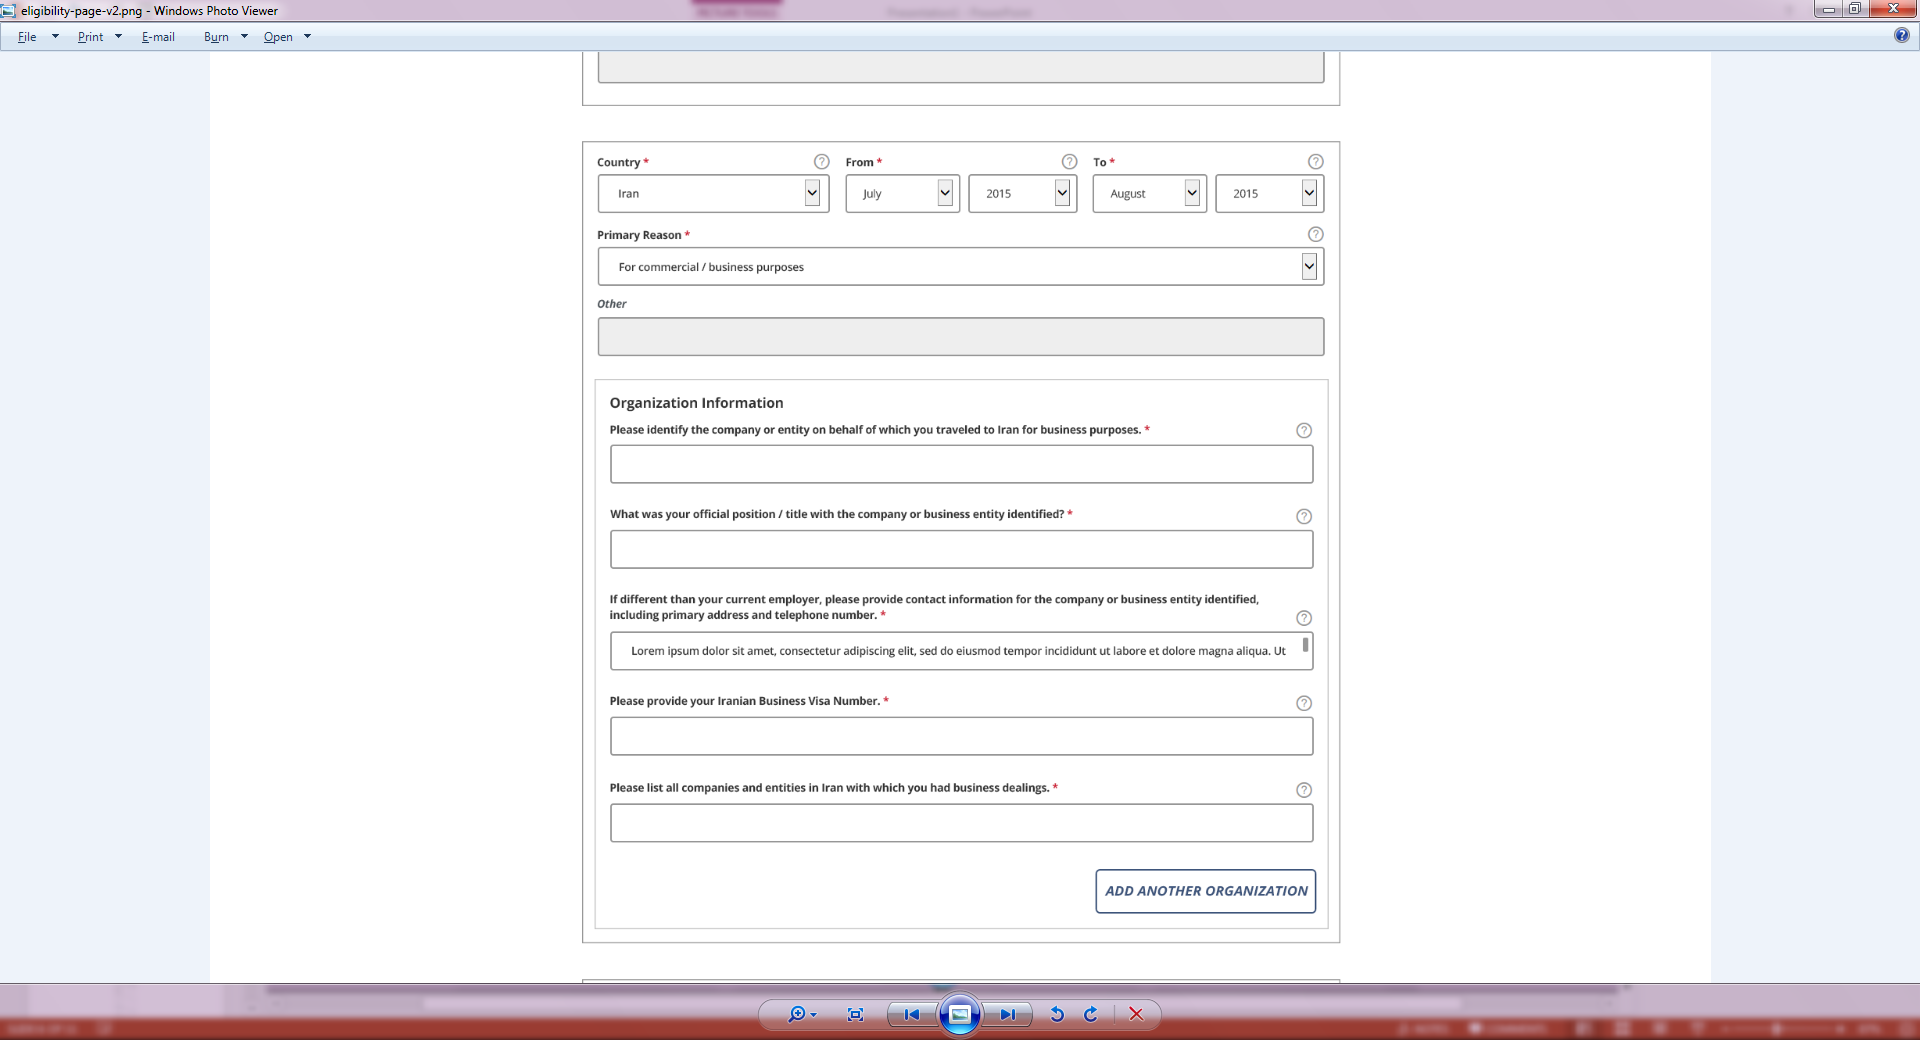 eligibility-page-v2.png - Windows Photo Viewer
File Print E-mail Burn Open
Country * From * To *
Iran July 2015 August 2015
Primary Reason *
For commercial / business purposes
Other
Organization Information
Please identify the company or entity on behalf of which you traveled to Iran for business purposes. *
What was your official position / title with the company or business entity identified? *
If different than your current employer, please provide contact information for the company or business entity identified,
including primary address and telephone number. *
Lorem ipsum dolor sit amet, consectetur adipiscing elit, sed do eiusmod tempor incididunt ut labore et dolore magna aliqua. Ut
Please provide your Iranian Business Visa Number. *
Please list all companies and entities in Iran with which you had business dealings. *
ADD ANOTHER ORGANIZATION